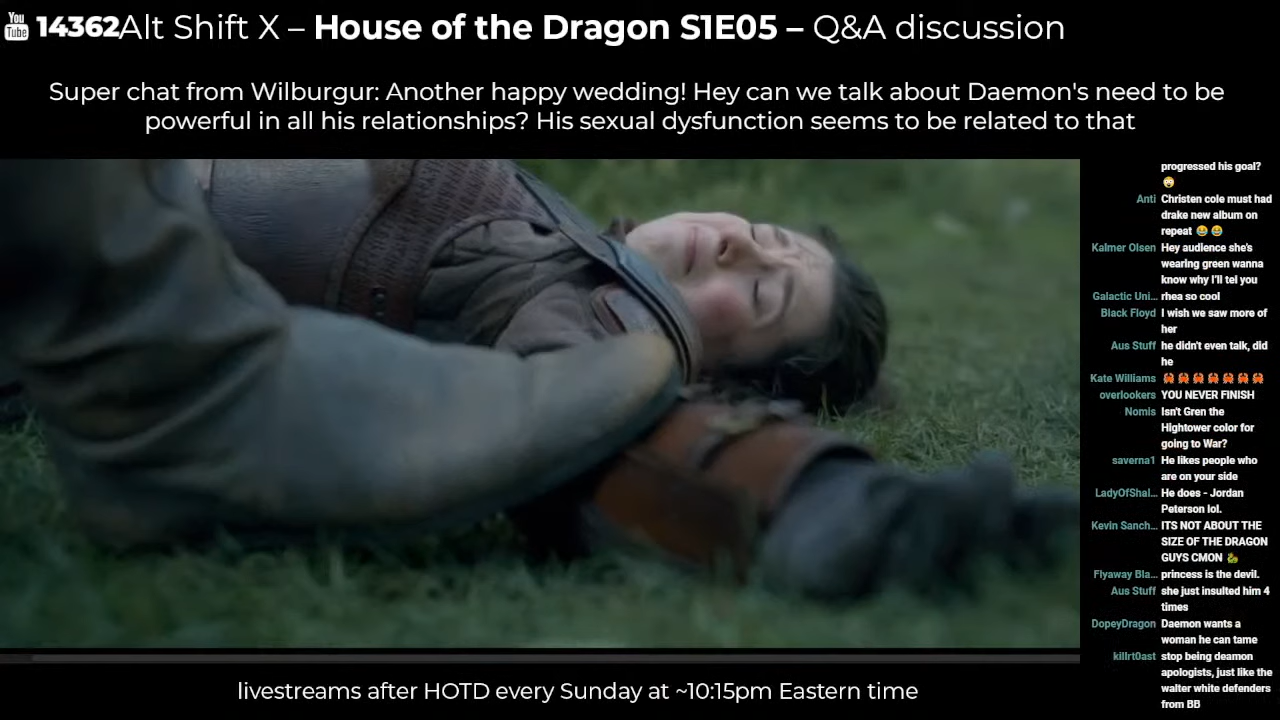 You
Tube
14362
Alt Shift X – House of the Dragon S1E05 – Q&A discussion
Super chat from Wilburgur: Another happy wedding! Hey can we talk about Daemon's need to be
powerful in all his relationships? His sexual dysfunction seems to be related to that
progressed his goal?
😳
Anti Christen cole must had
drake new album on
repeat 😂 😂
Kalmer Olsen Hey audience she's
wearing green wanna
know why I'll tell you
Galactic Uni... rhea so cool
Black Floyd I wish we saw more of
her
Aus Stuff he didn't even talk, did
he
Kate Williams 🦀 🦀 🦀 🦀 🦀 🦀 🦀
overlookers YOU NEVER FINISH
Nomis Isn't Gren the
Hightower color for
going to War?
saverna1 He likes people who
are on your side
LadyOfShal... He does - Jordan
Peterson lol.
Kevin Sanch... ITS NOT ABOUT THE
SIZE OF THE DRAGON
GUYS CMON 🐉
Flyaway Bla... princess is the devil.
Aus Stuff she just insulted him 4
times
DopeyDragon Daemon wants a
woman he can tame
killrt0ast stop being deamon
apologists, just like the
walter white defenders
from BB
livestreams after HOTD every Sunday at ~10:15pm Eastern time